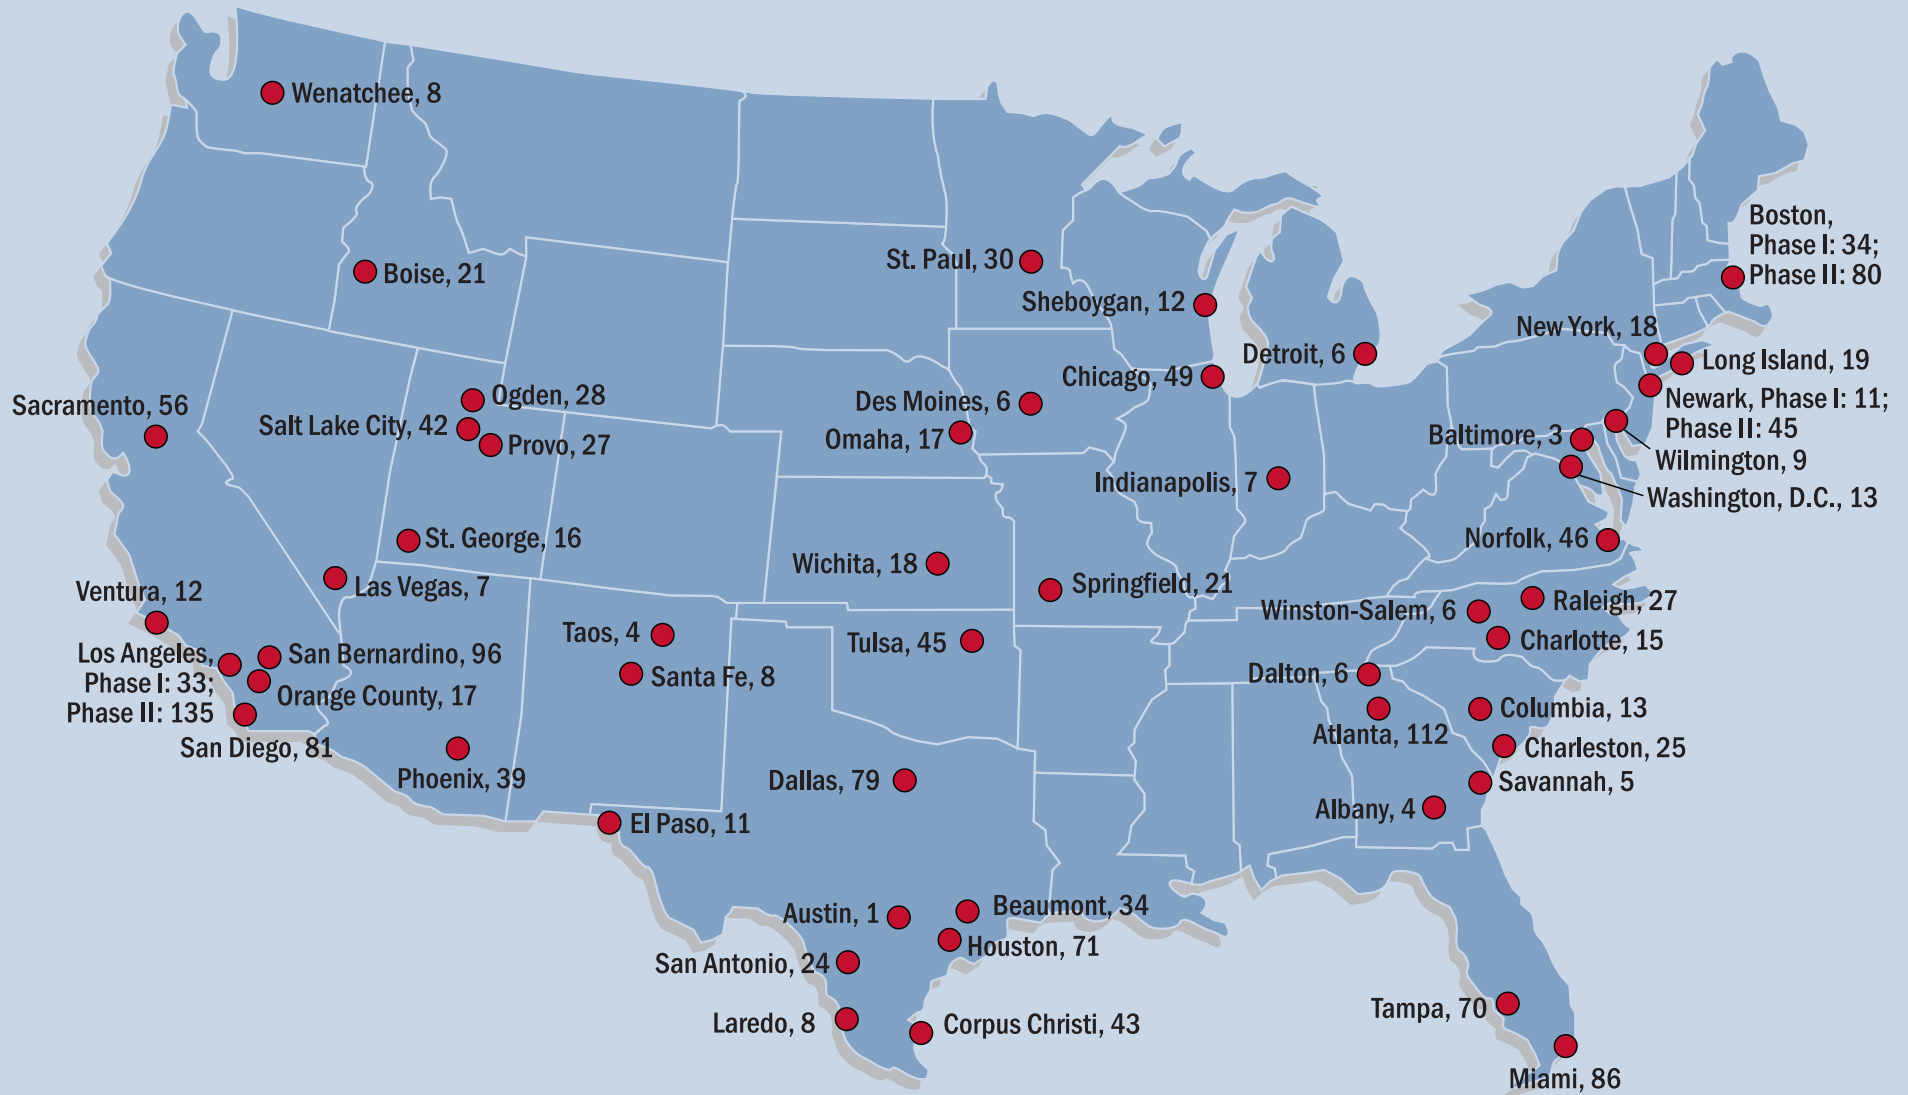 Wenatchee, 8
Boise, 21
Sacramento, 56
Ogden, 28
Salt Lake City, 42
Provo, 27
St. George, 16
Las Vegas, 7
Ventura, 12
Los Angeles,
Phase I: 33;
Phase II: 135
San Bernardino, 96
Orange County, 17
San Diego, 81
Phoenix, 39
Taos, 4
Santa Fe, 8
El Paso, 11
St. Paul, 30
Sheboygan, 12
Chicago, 49
Detroit, 6
Des Moines, 6
Omaha, 17
Indianapolis, 7
Wichita, 18
Springfield, 21
Tulsa, 45
Dallas, 79
Austin, 1
Beaumont, 34
Houston, 71
San Antonio, 24
Laredo, 8
Corpus Christi, 43
Boston,
Phase I: 34;
Phase II: 80
New York, 18
Long Island, 19
Newark, Phase I: 11;
Phase II: 45
Baltimore, 3
Wilmington, 9
Washington, D.C., 13
Norfolk, 46
Raleigh, 27
Winston-Salem, 6
Charlotte, 15
Dalton, 6
Atlanta, 112
Columbia, 13
Charleston, 25
Savannah, 5
Albany, 4
Tampa, 70
Miami, 86